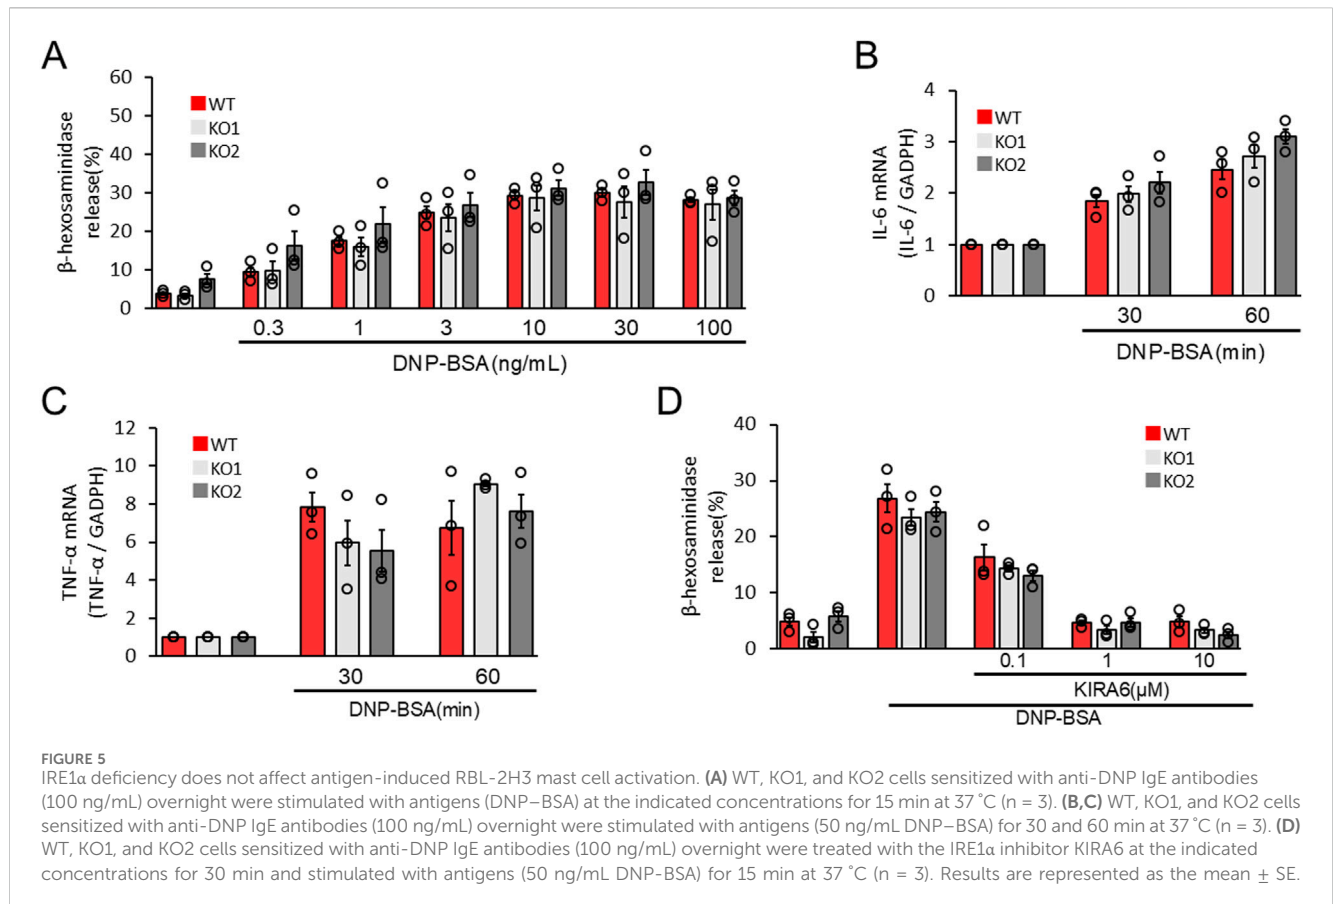 A
60
50
40
30
20
10
0
β-hexosaminidase
release(%)
WT
KO1
KO2
0.3 1 3 10 30 100
DNP-BSA(ng/mL)
B
4
3
2
1
0
IL-6 mRNA
(IL-6 / GADPH)
WT
KO1
KO2
30 60
DNP-BSA(min)
C
12
10
8
6
4
2
0
TNF-α mRNA
(TNF-α / GADPH)
WT
KO1
KO2
30 60
DNP-BSA(min)
D
40
30
20
10
0
β-hexosaminidase
release(%)
WT
KO1
KO2
0.1 1 10
KIRA6(μM)
DNP-BSA
FIGURE 5
IRE1α deficiency does not affect antigen-induced RBL-2H3 mast cell activation. (A) WT, KO1, and KO2 cells sensitized with anti-DNP IgE antibodies
(100 ng/mL) overnight were stimulated with antigens (DNP–BSA) at the indicated concentrations for 15 min at 37 °C (n = 3). (B,C) WT, KO1, and KO2 cells
sensitized with anti-DNP IgE antibodies (100 ng/mL) overnight were stimulated with antigens (50 ng/mL DNP–BSA) for 30 and 60 min at 37 °C (n = 3). (D)
WT, KO1, and KO2 cells sensitized with anti-DNP IgE antibodies (100 ng/mL) overnight were treated with the IRE1α inhibitor KIRA6 at the indicated
concentrations for 30 min and stimulated with antigens (50 ng/mL DNP-BSA) for 15 min at 37 °C (n = 3). Results are represented as the mean ± SE.